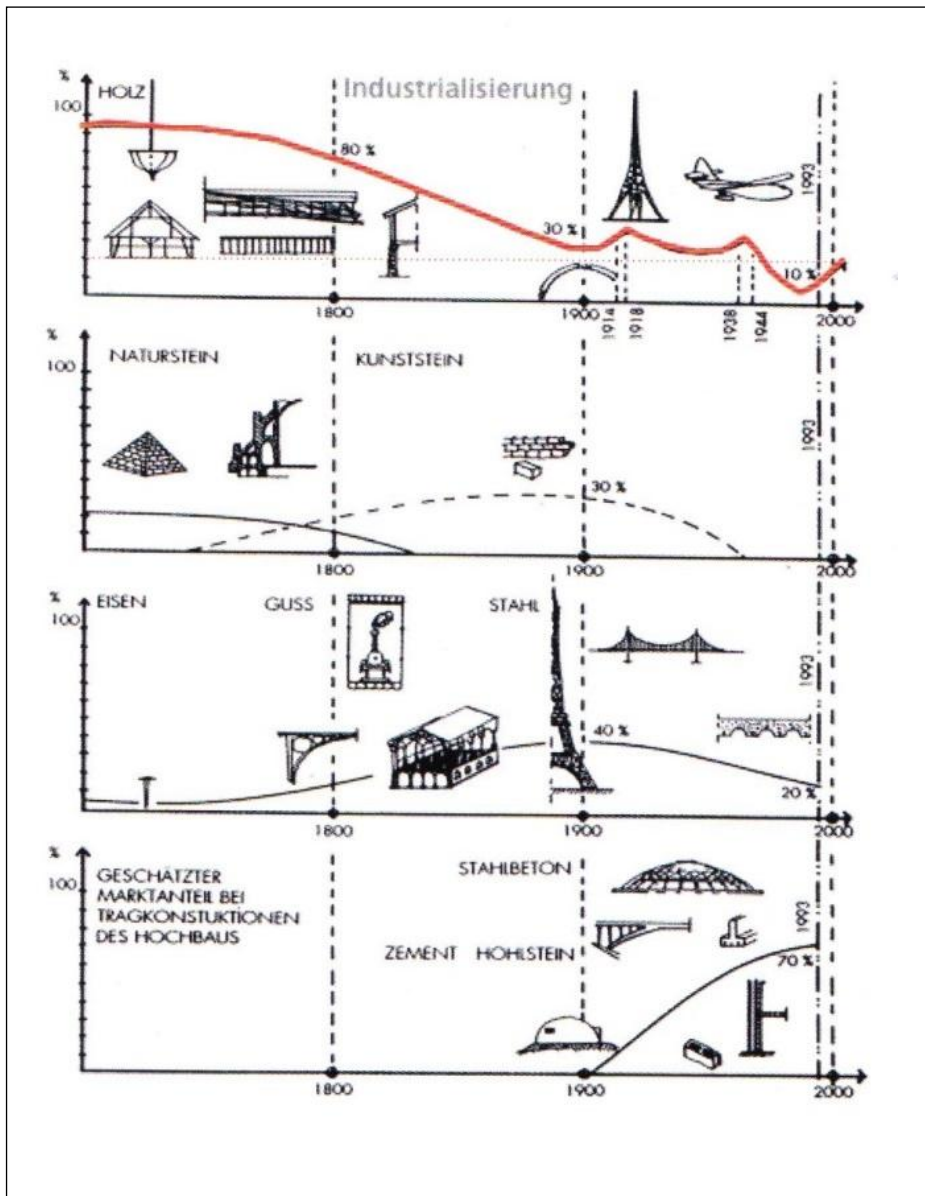 %
100
HOLZ
Industrialisierung
80 %
30 %
10 %
1993
1800
1900
1914
1918
1938
1944
2000
%
100
NATURSTEIN
KUNSTSTEIN
30 %
1993
1800
1900
2000
%
100
EISEN
GUSS
STAHL
40 %
20 %
1993
1800
1900
2000
%
100
GESCHÄTZTER
MARKTANTEIL BEI
TRAGKONSTUKTIONEN
DES HOCHBAUS
STAHLBETON
ZEMENT HOHLSTEIN
70 %
1993
1800
1900
2000